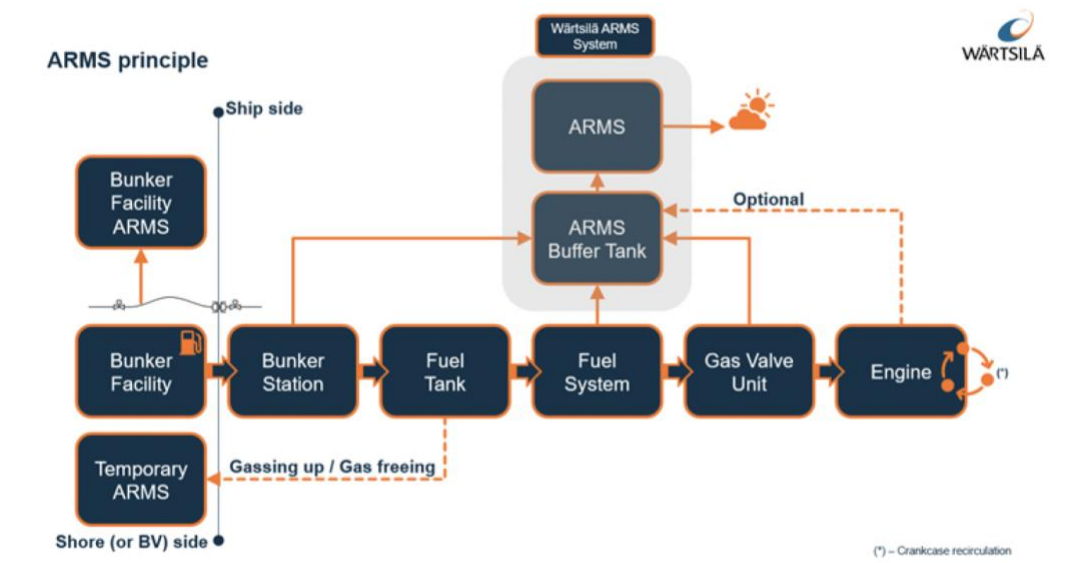 Wärtsilä ARMS
System
WÄRTSILÄ
ARMS principle
Ship side
ARMS
Bunker
Facility
ARMS
Optional
ARMS
Buffer Tank
Bunker
Facility
Bunker
Station
Fuel
Tank
Fuel
System
Gas Valve
Unit
Engine
(*)
Gassing up / Gas freeing
Temporary
ARMS
Shore (or BV) side
(*) – Crankcase recirculation